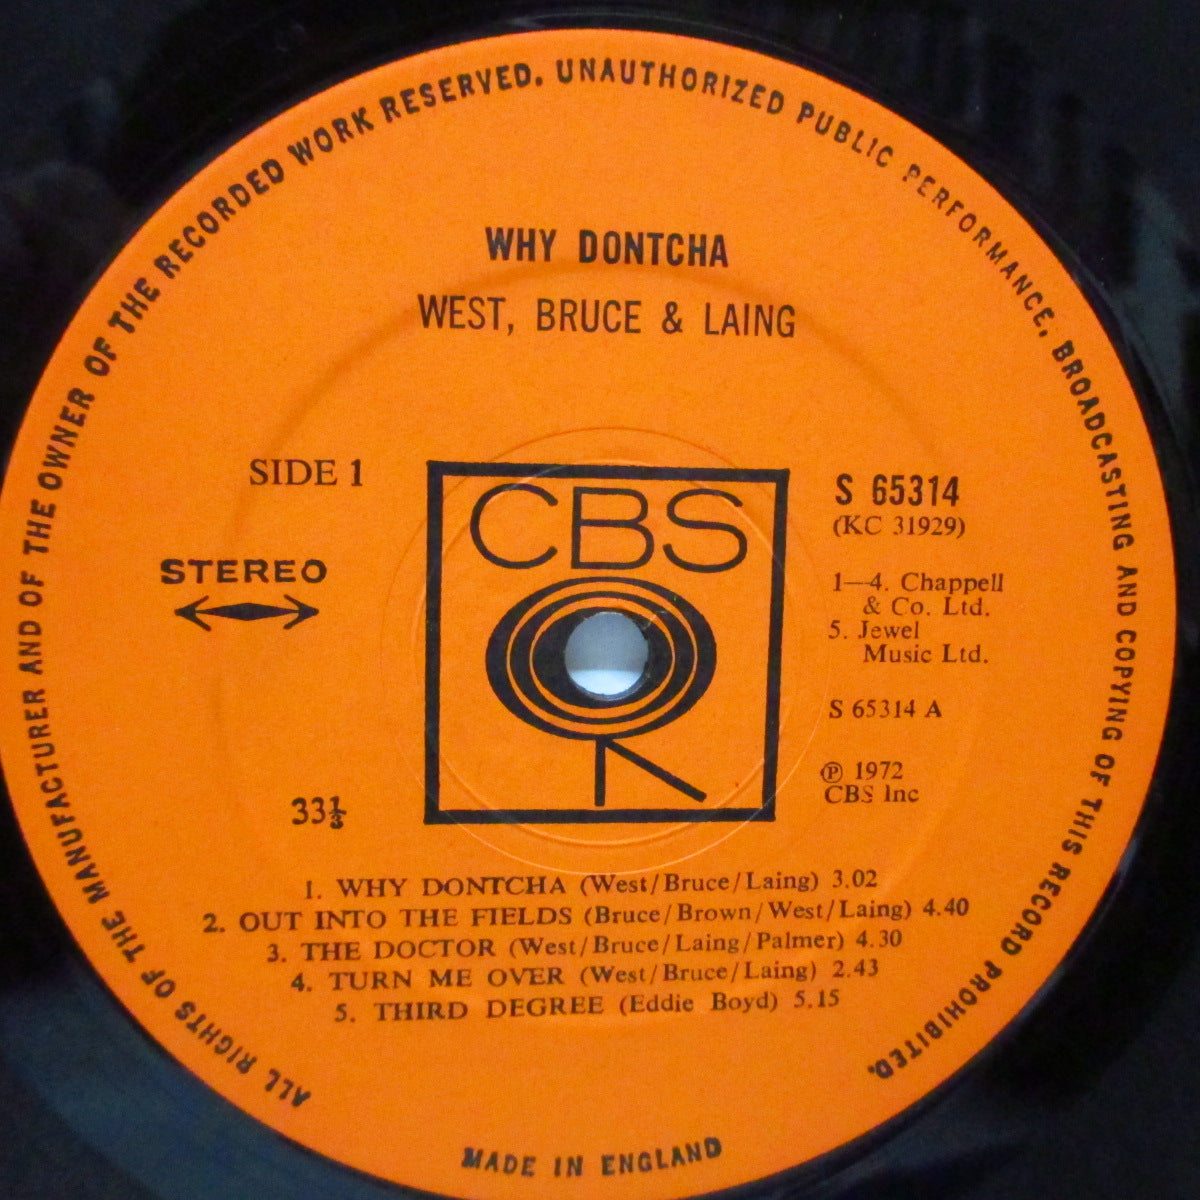 ALL RIGHTS OF THE MANUFACTURER AND OF THE OWNER OF THE RECORDED WORK RESERVED. UNAUTHORIZED PUBLIC PERFORMANCE, BROADCASTING AND COPYING OF THIS RECORD PROHIBITED.
WHY DONTCHA
WEST, BRUCE & LAING
SIDE 1
STEREO
33⅓
CBS
S 65314
(KC 31929)
1—4. Chappell
& Co. Ltd.
5. Jewel
Music Ltd.
S 65314 A
℗ 1972
CBS Inc
1. WHY DONTCHA (West/Bruce/Laing) 3.02
2. OUT INTO THE FIELDS (Bruce/Brown/West/Laing) 4.40
3. THE DOCTOR (West/Bruce/Laing/Palmer) 4.30
4. TURN ME OVER (West/Bruce/Laing) 2.43
5. THIRD DEGREE (Eddie Boyd) 5.15
MADE IN ENGLAND